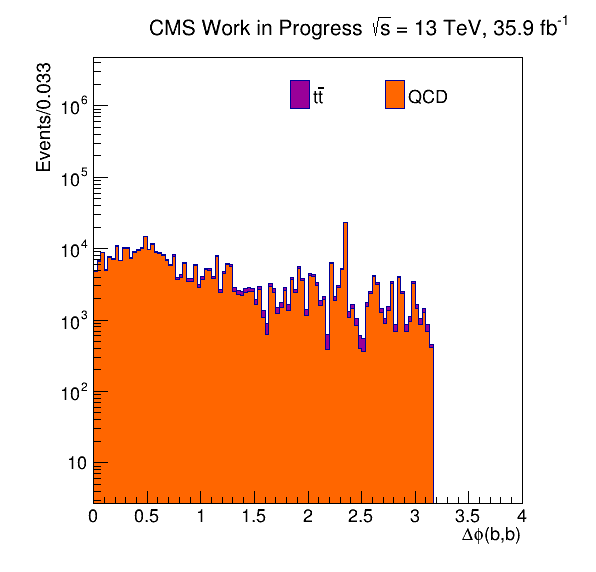 CMS Work in Progress √s = 13 TeV, 35.9 fb⁻¹
Events/0.033
tt̄ QCD
10⁶
10⁵
10⁴
10³
10²
10
0 0.5 1 1.5 2 2.5 3 3.5 4
Δϕ(b,b)